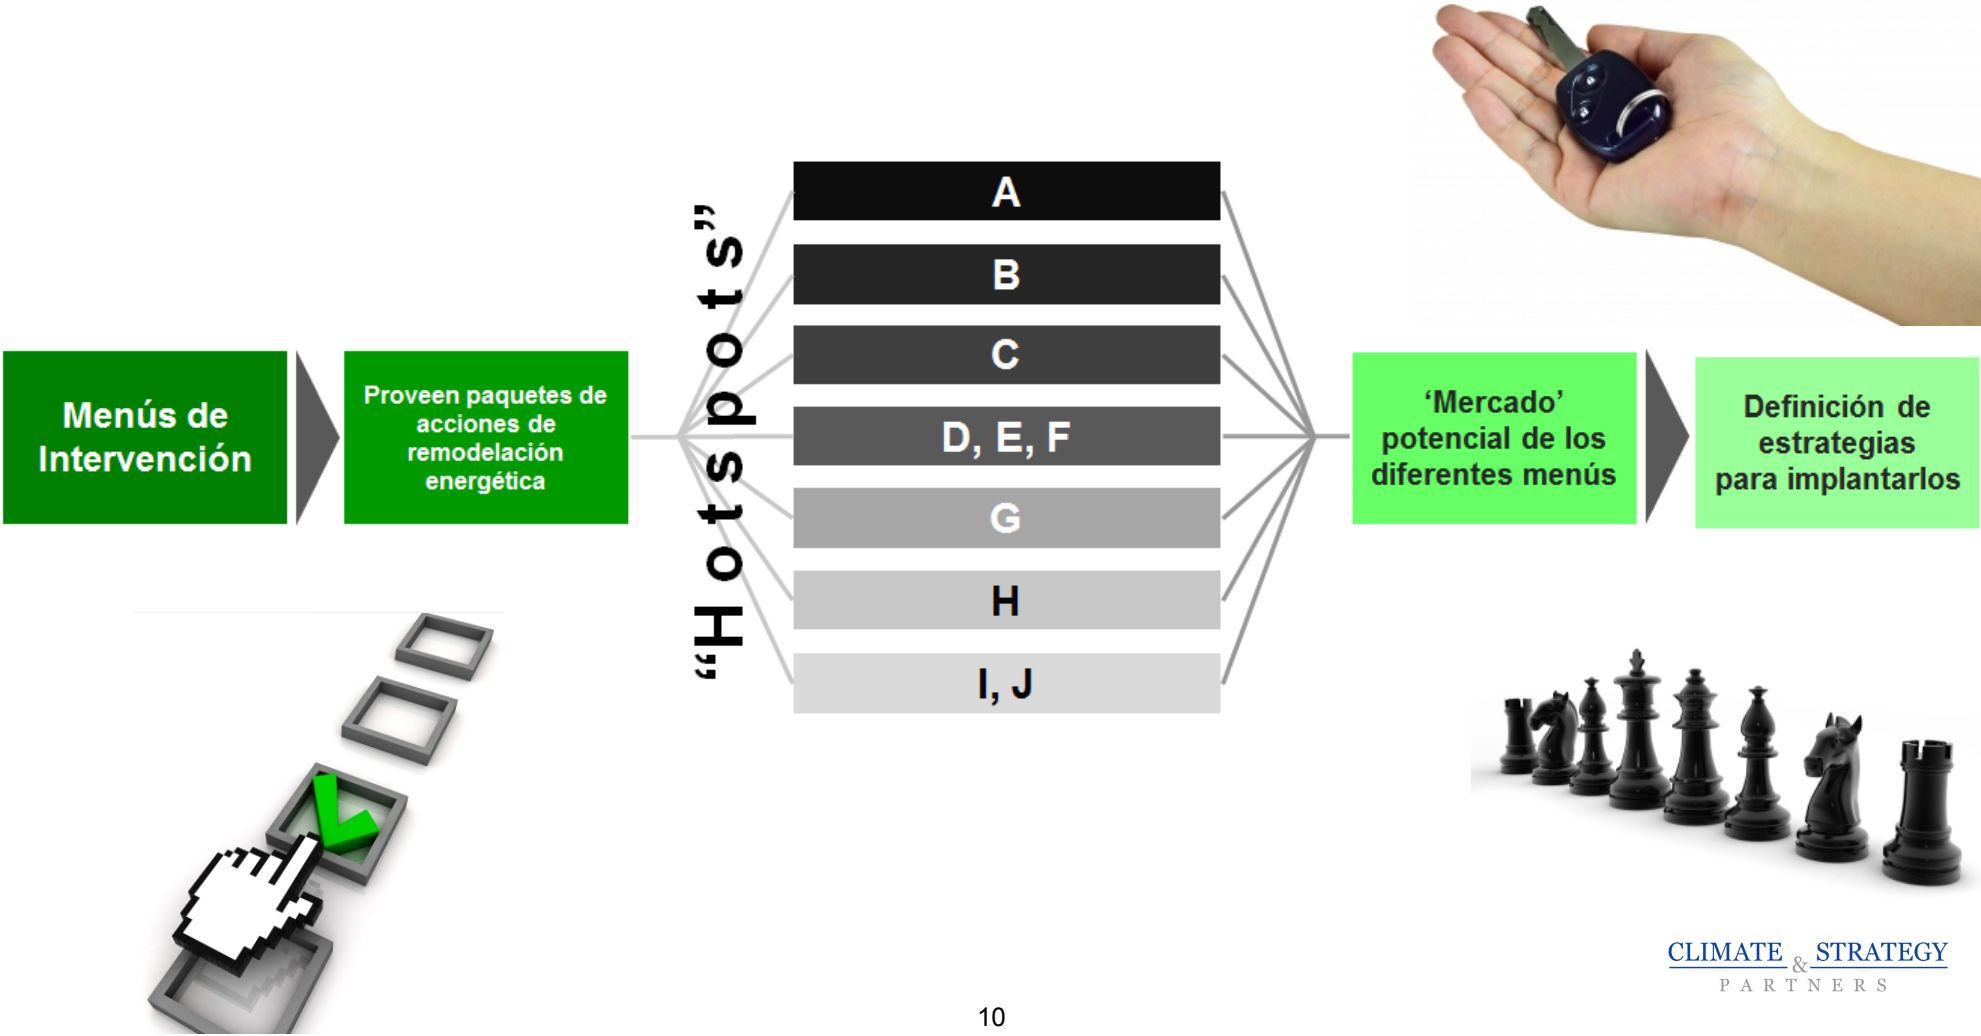 Menús de
Intervención
Proveen paquetes de
acciones de
remodelación
energética
“Hotspots”
A
B
C
D, E, F
G
H
I, J
‘Mercado’
potencial de los
diferentes menús
Definición de
estrategias
para implantarlos
CLIMATE & STRATEGY
PARTNERS
10